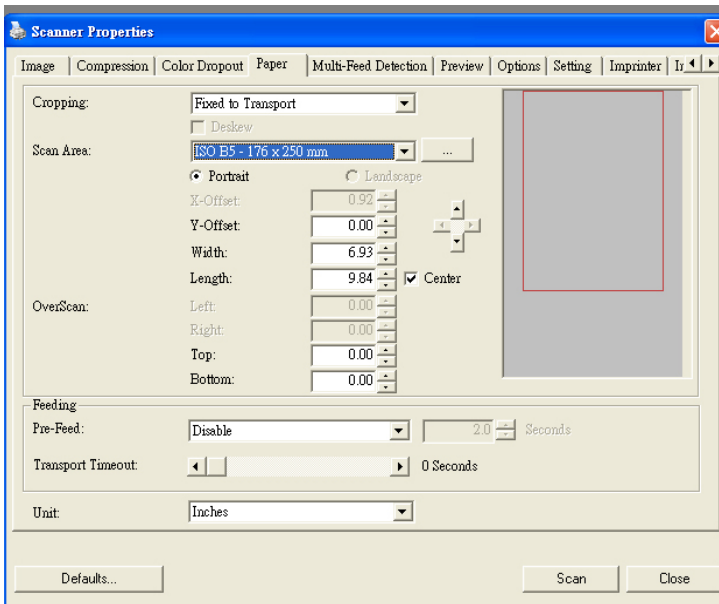 Scanner Properties
Image Compression Color Dropout Paper Multi-Feed Detection Preview Options Setting Imprinter
Cropping: Fixed to Transport
Deskew
Scan Area: ISO B5 - 176 x 250 mm ...
Portrait Landscape
X-Offset: 0.92
Y-Offset: 0.00
Width: 6.93
Length: 9.84 Center
OverScan: Left: 0.00
Right: 0.00
Top: 0.00
Bottom: 0.00
Feeding
Pre-Feed: Disable 2.0 Seconds
Transport Timeout: 0 Seconds
Unit: Inches
Defaults... Scan Close